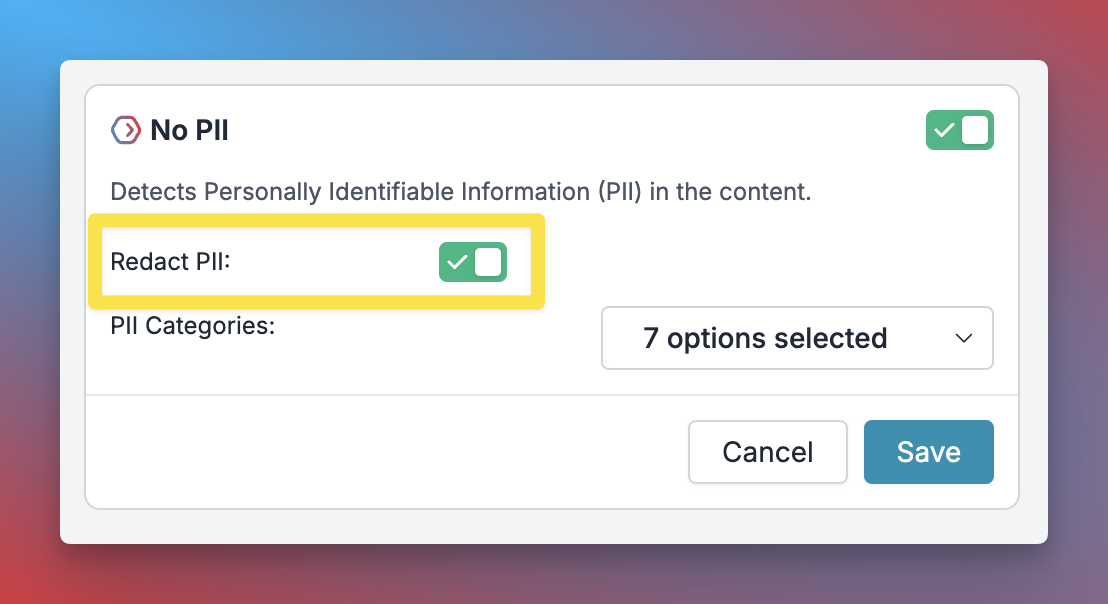 No PII
Detects Personally Identifiable Information (PII) in the content.
Redact PII:
PII Categories:
7 options selected
Cancel
Save